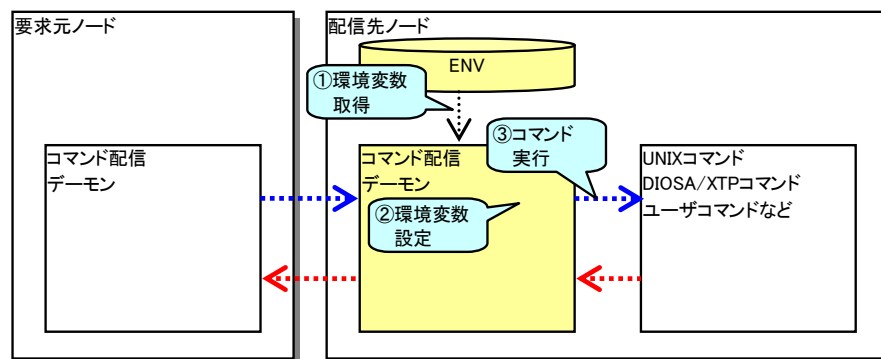 要求元ノード
配信先ノード
ENV
①環境変数
取得
③コマンド
実行
コマンド配信
デーモン
コマンド配信
デーモン
②環境変数
設定
UNIXコマンド
DIOSA/XTPコマンド
ユーザコマンドなど